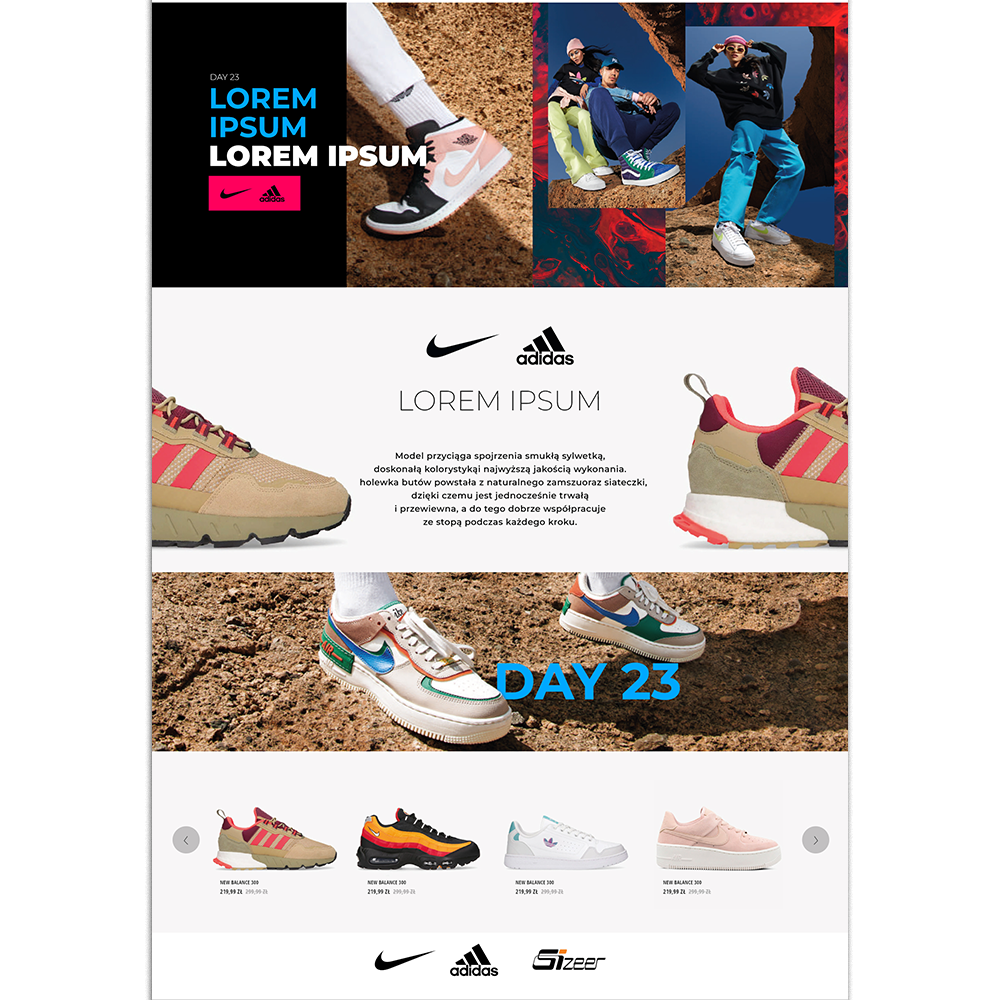 DAY 23
LOREM
IPSUM
LOREM IPSUM
adidas
adidas
LOREM IPSUM
Model przyciąga spojrzenia smukłą sylwetką,
doskonałą kolorystykąi najwyższą jakością wykonania.
holewka butów powstała z naturalnego zamszuoraz siateczki,
dzięki czemu jest jednocześnie trwałą
i przewiewna, a do tego dobrze współpracuje
ze stopą podczas każdego kroku.
DAY 23
NEW BALANCE 300
219,99 ZŁ 299,99 ZŁ
NEW BALANCE 300
219,99 ZŁ 299,99 ZŁ
NEW BALANCE 300
219,99 ZŁ 299,99 ZŁ
NEW BALANCE 300
219,99 ZŁ 299,99 ZŁ
adidas
Sizeer